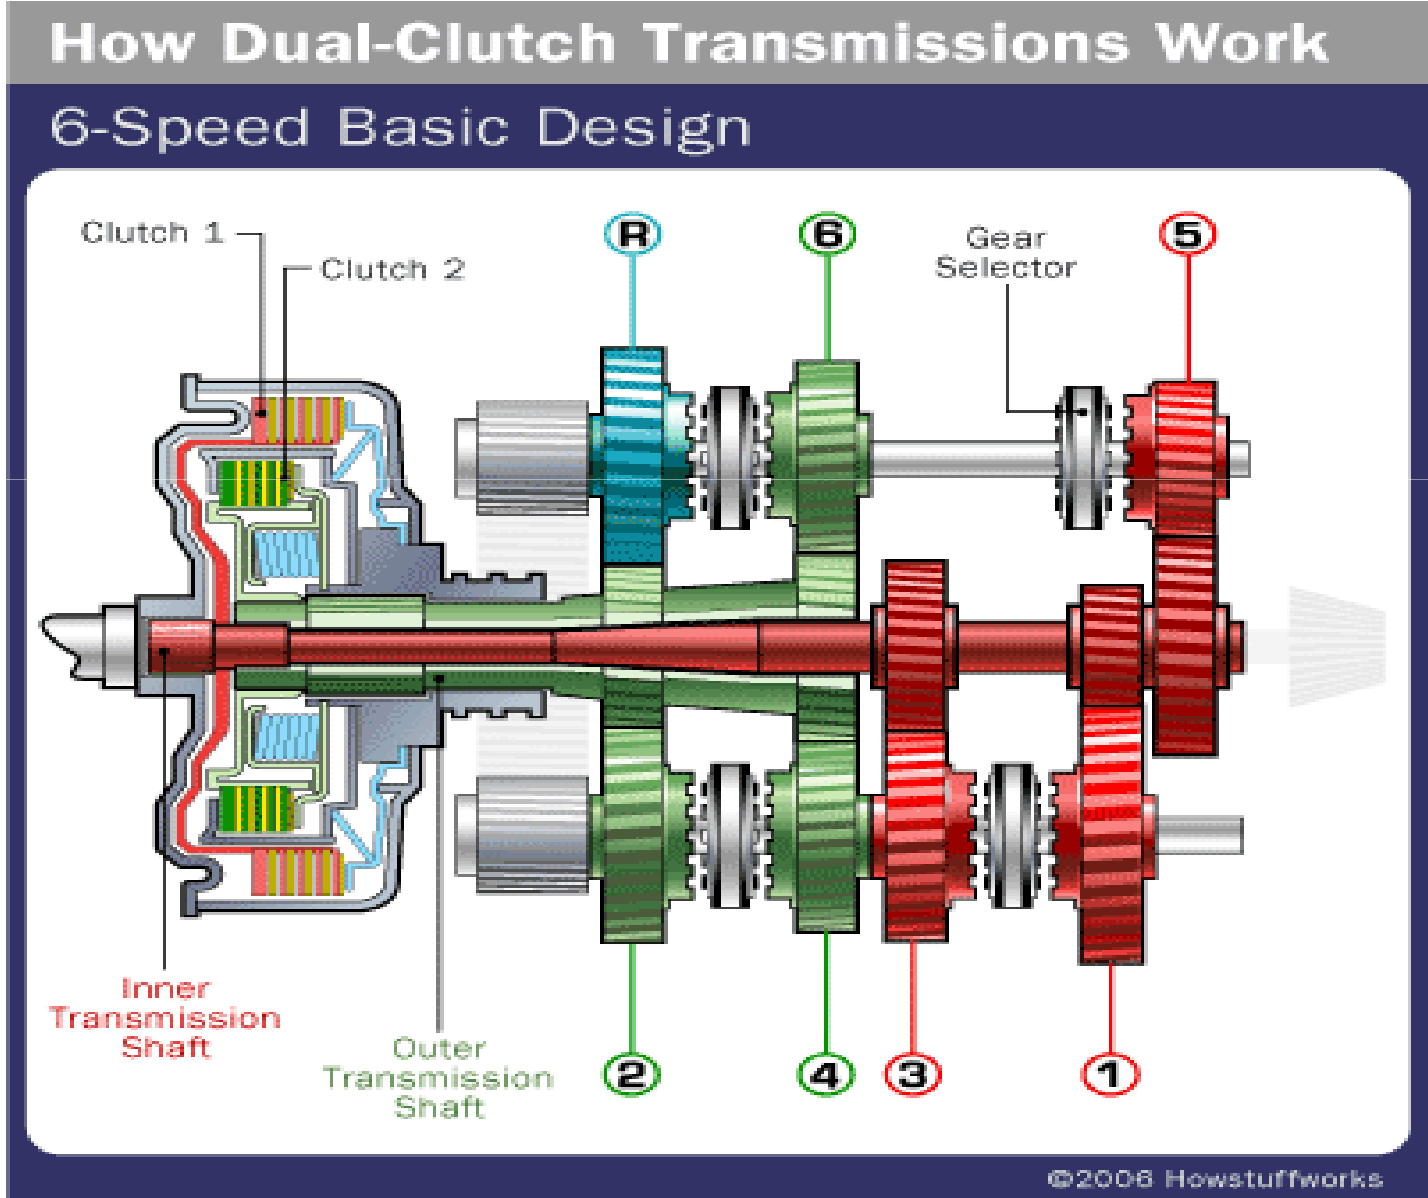 How Dual-Clutch Transmissions Work
6-Speed Basic Design
Clutch 1
Clutch 2
R
6
Gear
Selector
5
Inner
Transmission
Shaft
Outer
Transmission
Shaft
2
4
3
1
©2006 Howstuffworks